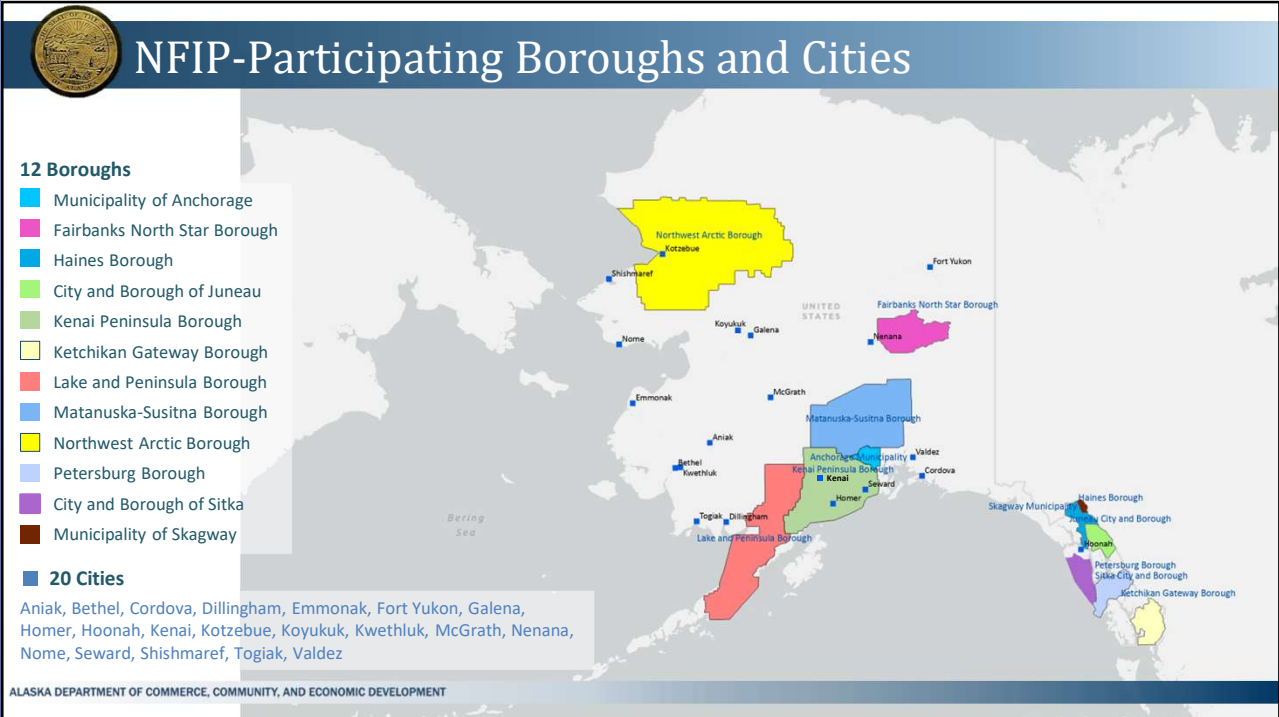 NFIP-Participating Boroughs and Cities
12 Boroughs
Municipality of Anchorage
Fairbanks North Star Borough
Haines Borough
City and Borough of Juneau
Kenai Peninsula Borough
Ketchikan Gateway Borough
Lake and Peninsula Borough
Matanuska-Susitna Borough
Northwest Arctic Borough
Petersburg Borough
City and Borough of Sitka
Municipality of Skagway
20 Cities
Aniak, Bethel, Cordova, Dillingham, Emmonak, Fort Yukon, Galena,
Homer, Hoonah, Kenai, Kotzebue, Koyukuk, Kwethluk, McGrath, Nenana,
Nome, Seward, Shishmaref, Togiak, Valdez
Northwest Arctic Borough
Kotzebue
Shishmaref
Fort Yukon
UNITED
STATES
Fairbanks North Star Borough
Koyukuk
Galena
Nenana
Nome
Emmonak
McGrath
Matanuska-Susitna Borough
Aniak
Anchorage Municipality
Valdez
Bethel
Kwethluk
Kenai Peninsula Borough
Cordova
Kenai
Seward
Homer
Togiak
Dillingham
Lake and Peninsula Borough
Bering
Sea
Haines Borough
Skagway Municipality
Juneau City and Borough
Hoonah
Petersburg Borough
Sitka City and Borough
Ketchikan Gateway Borough
ALASKA DEPARTMENT OF COMMERCE, COMMUNITY, AND ECONOMIC DEVELOPMENT